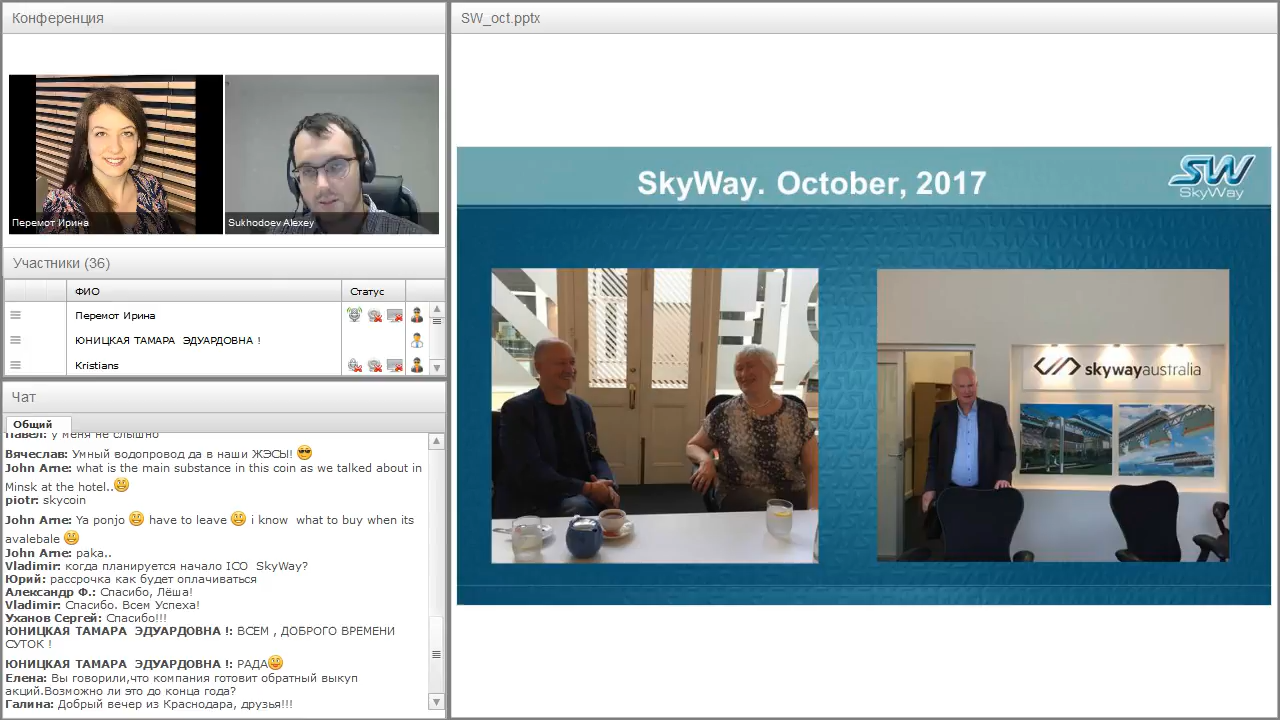 Конференция
Перемот Ирина
Sukhodoev Alexey
Участники (36)
ФИО
Статус
Перемот Ирина
ЮНИЦКАЯ ТАМАРА ЭДУАРДОВНА !
Kristians
Чат
Общий
Павел: у меня не слышно
Вячеслав: Умный водопровод да в наши ЖЭСы!
John Arne: what is the main substance in this coin as we talked about in
Minsk at the hotel..
piotr: skycoin
John Arne: Ya ponjo have to leave i know what to buy when its
avalebale
John Arne: paka..
Vladimir: когда планируется начало ICO SkyWay?
Юрий: рассрочка как будет оплачиваться
Александр Ф.: Спасибо, Лёша!
Vladimir: Спасибо. Всем Успеха!
Уханов Сергей: Спасибо!!!
ЮНИЦКАЯ ТАМАРА ЭДУАРДОВНА !: ВСЕМ , ДОБРОГО ВРЕМЕНИ
СУТОК !
ЮНИЦКАЯ ТАМАРА ЭДУАРДОВНА !: РАДА
Елена: Вы говорили,что компания готовит обратный выкуп
акций.Возможно ли это до конца года?
Галина: Добрый вечер из Краснодара, друзья!!!
SW_oct.pptx
SkyWay. October, 2017
SW
SkyWay
skywayaustralia